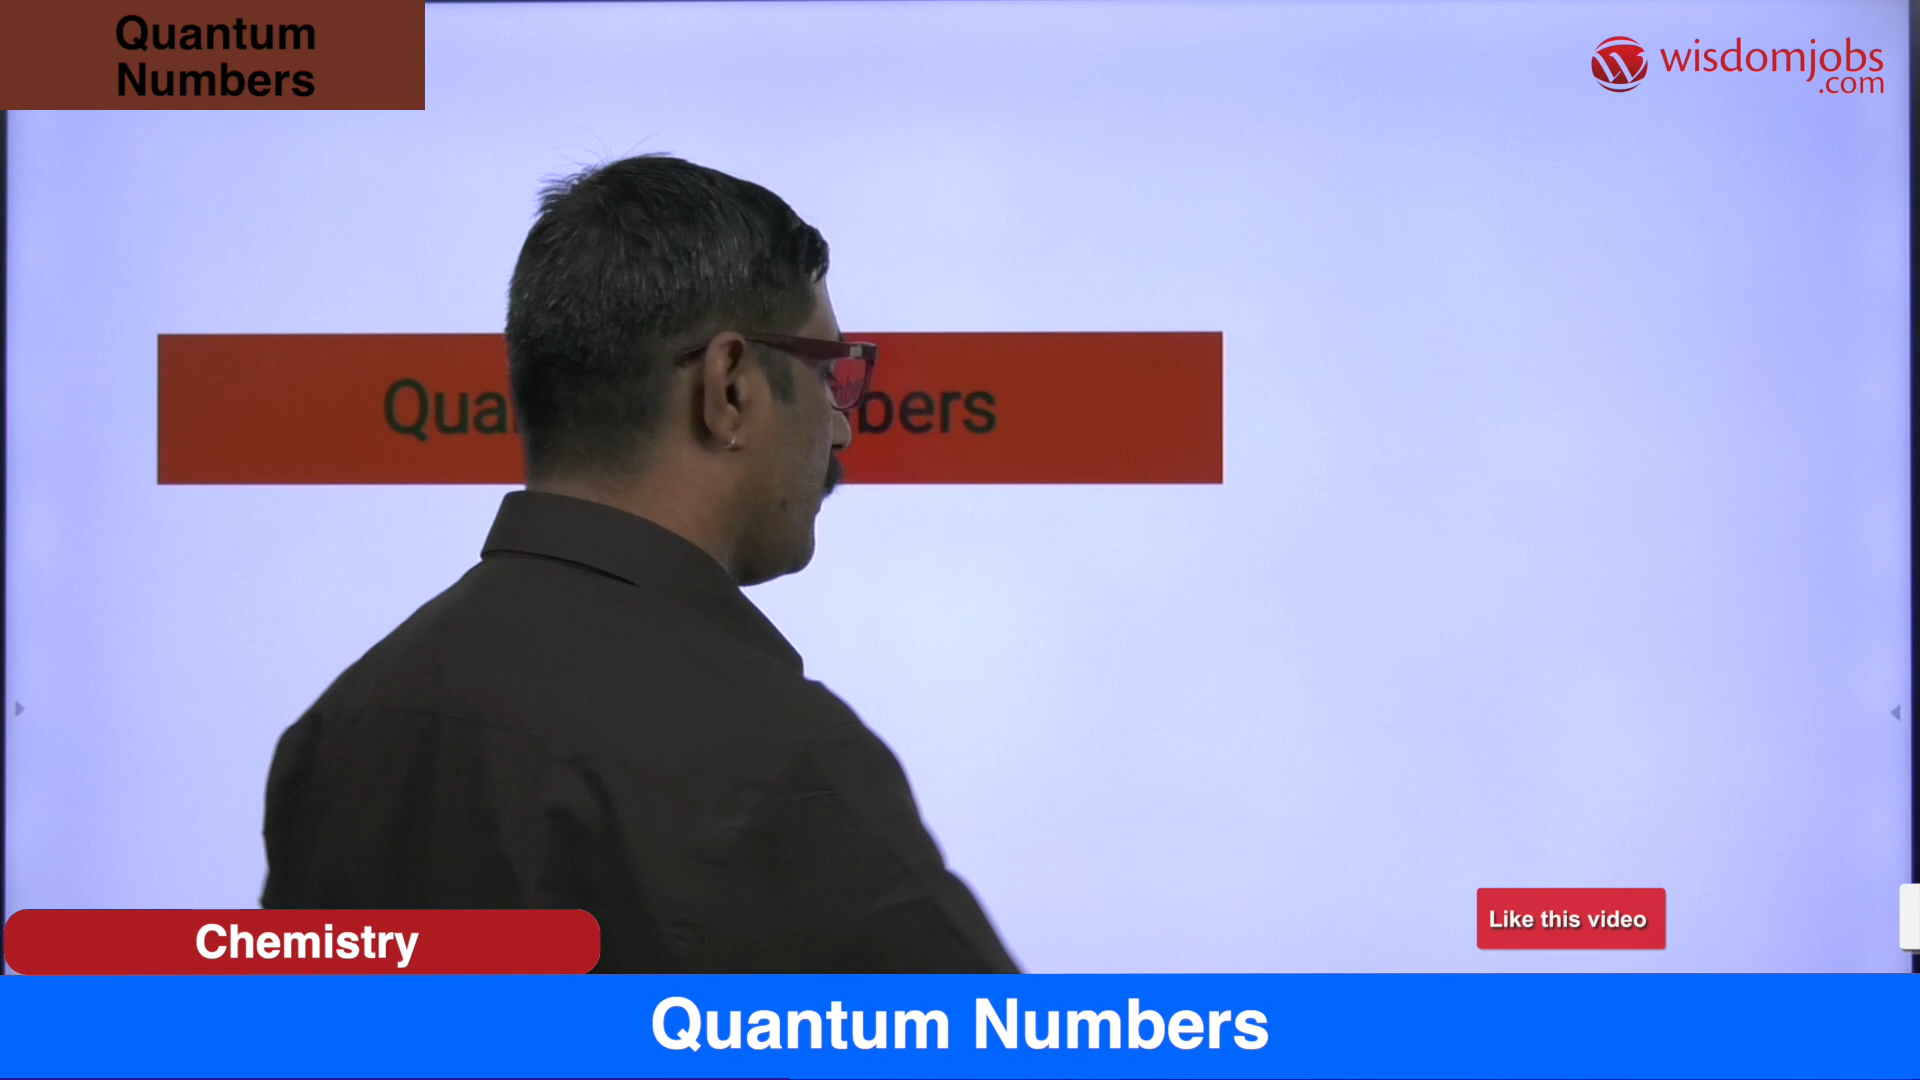 Quantum
Numbers
wisdomjobs
.com
Qua bers
Like this video
Chemistry
Quantum Numbers